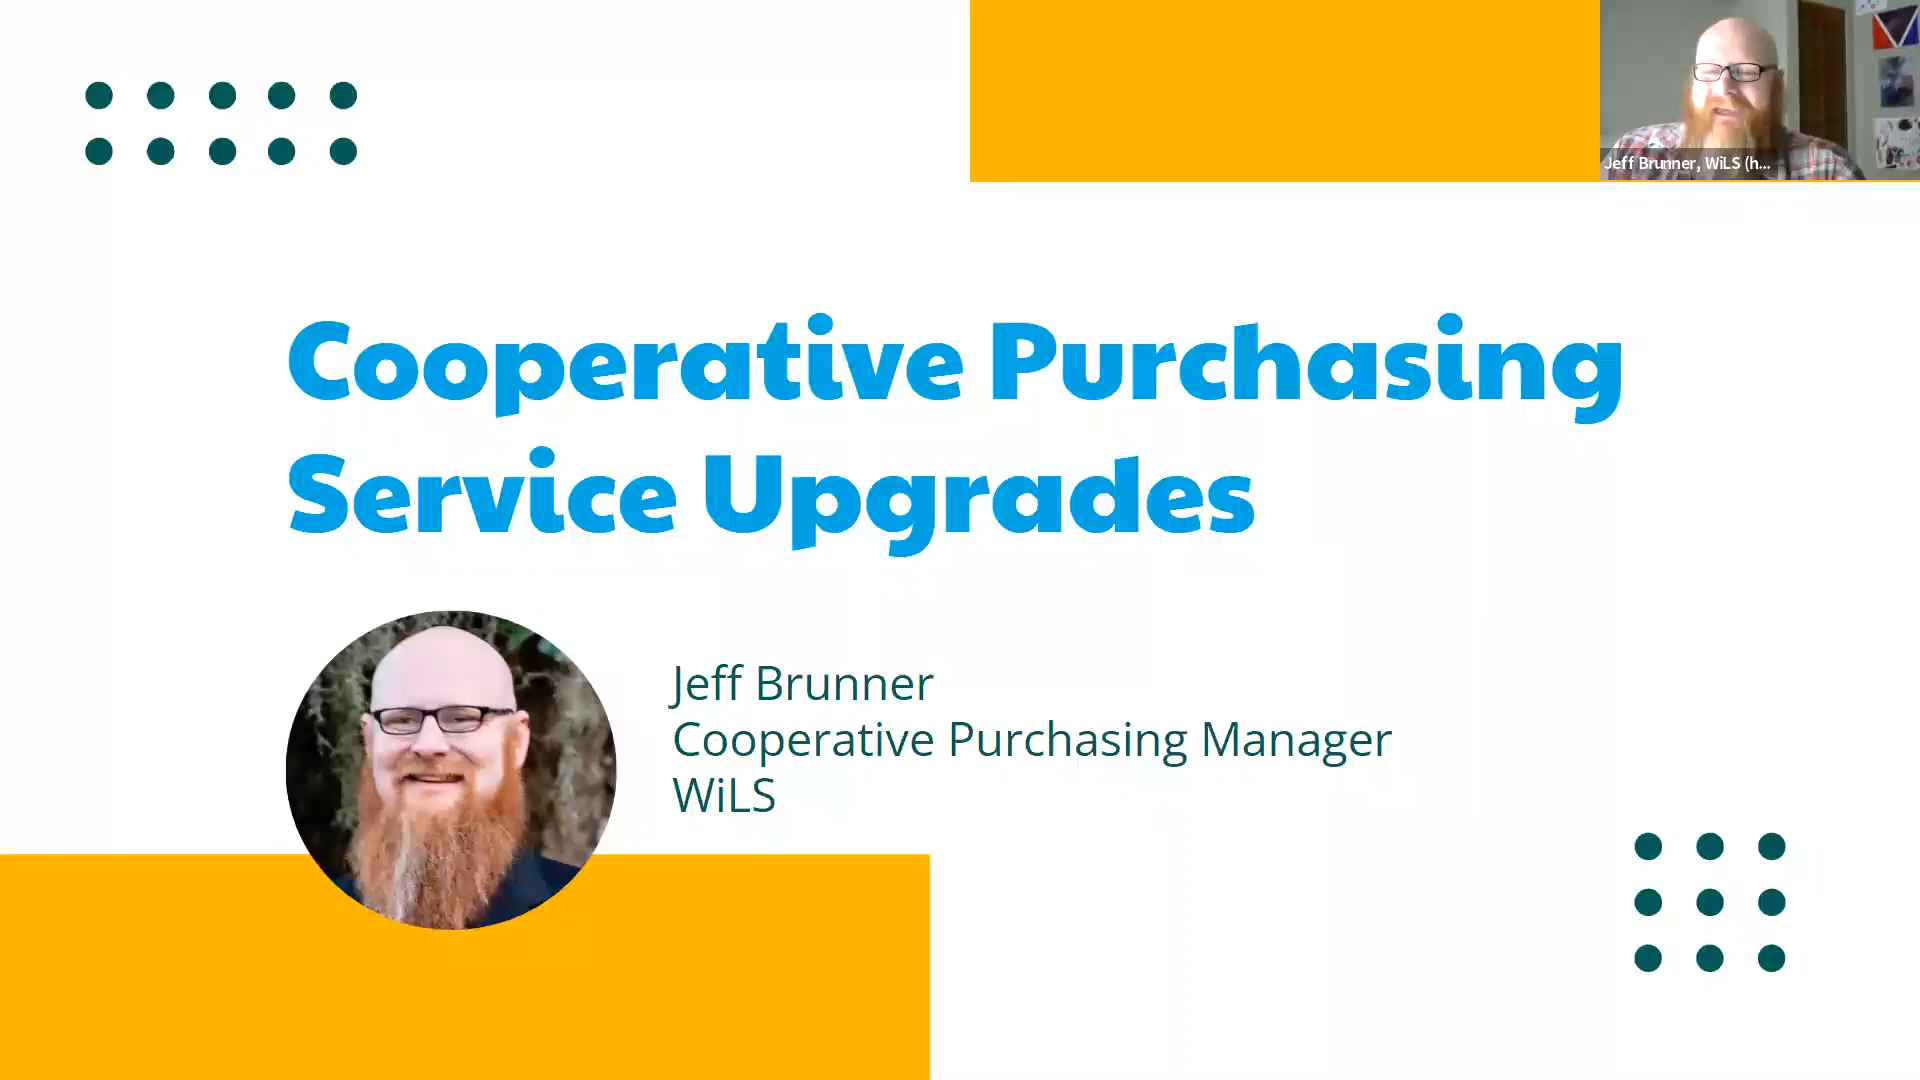 Jeff Brunner, WiLS (h...
Cooperative Purchasing
Service Upgrades
Jeff Brunner
Cooperative Purchasing Manager
WiLS